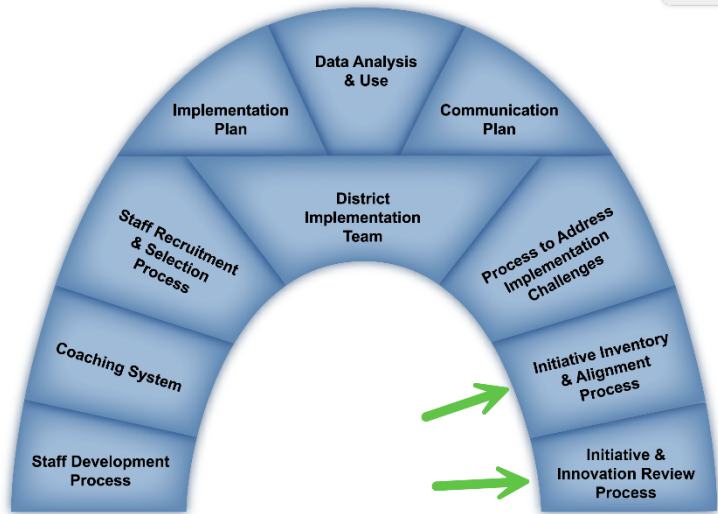 Data Analysis
& Use
Implementation
Plan
Communication
Plan
District
Implementation
Team
Staff Recruitment
& Selection
Process
Process to Address
Implementation
Challenges
Coaching System
Initiative Inventory
& Alignment
Process
Staff Development
Process
Initiative &
Innovation Review
Process